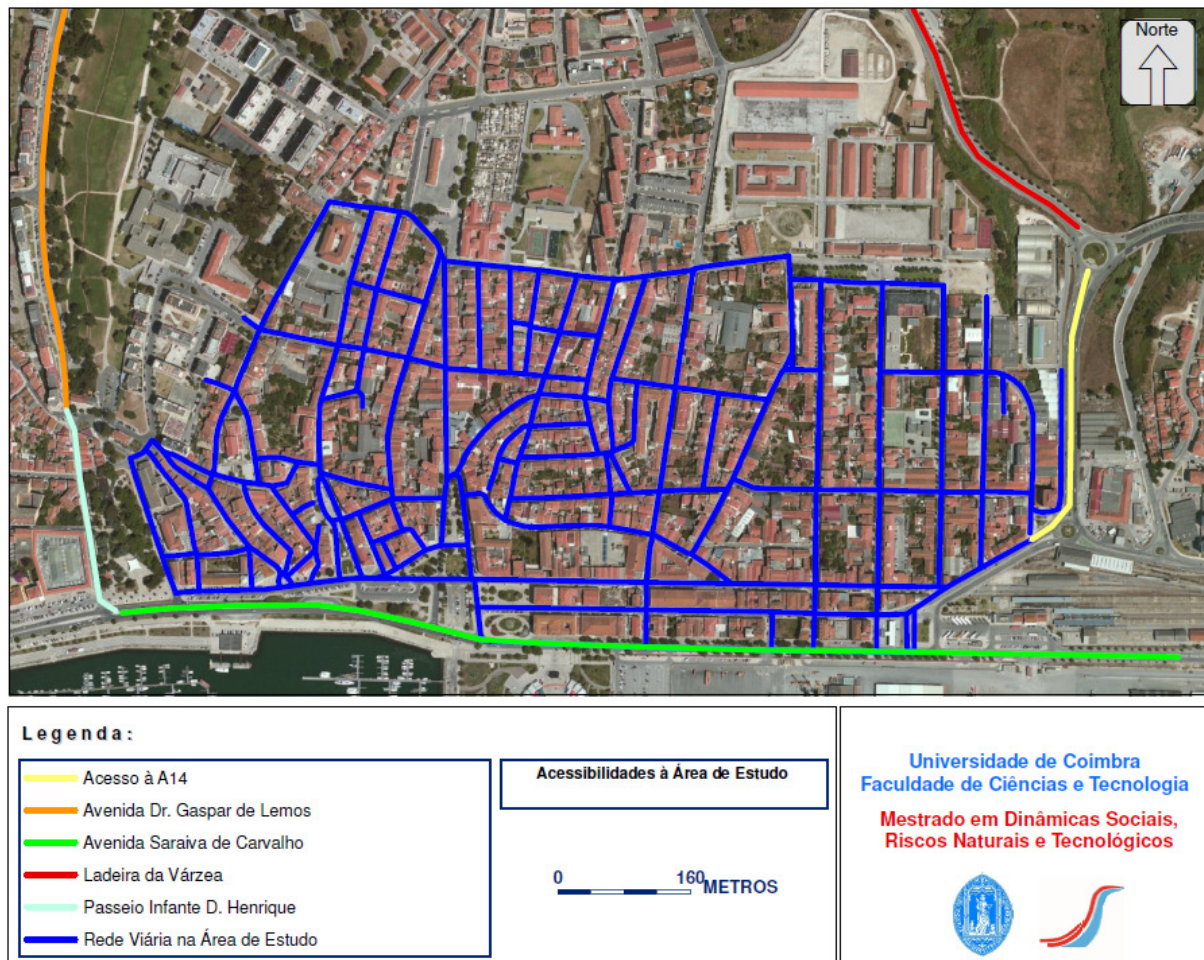 Norte
Legenda:
Acesso à A14
Avenida Dr. Gaspar de Lemos
Avenida Saraiva de Carvalho
Ladeira da Várzea
Passeio Infante D. Henrique
Rede Viária na Área de Estudo
Acessibilidades à Área de Estudo
0 160 METROS
Universidade de Coimbra
Faculdade de Ciências e Tecnologia
Mestrado em Dinâmicas Sociais,
Riscos Naturais e Tecnológicos